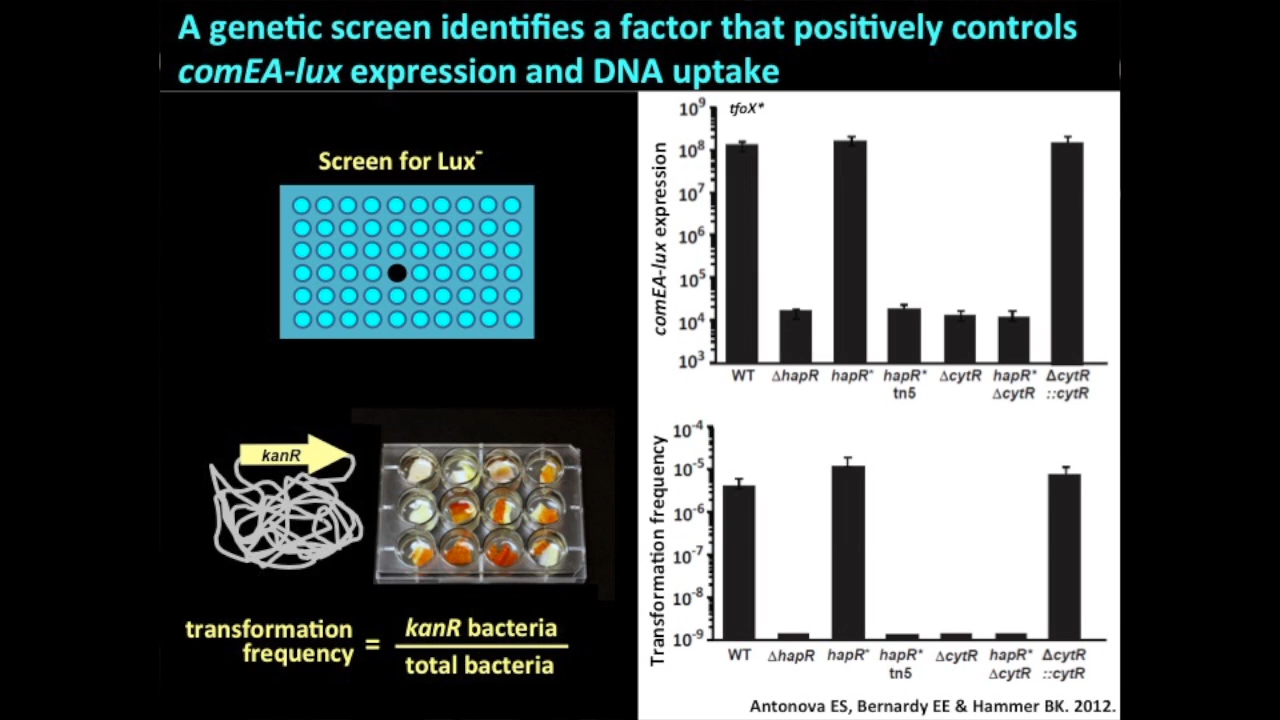 A genetic screen identifies a factor that positively controls
comEA-lux expression and DNA uptake
Screen for Lux⁻
kanR
transformation frequency = kanR bacteria / total bacteria
tfoX*
comEA-lux expression
10⁹
10⁸
10⁷
10⁶
10⁵
10⁴
10³
WT ΔhapR hapR* hapR* ΔcytR hapR* ΔcytR
tn5 ΔcytR ::cytR
Transformation frequency
10⁻⁴
10⁻⁵
10⁻⁶
10⁻⁷
10⁻⁸
10⁻⁹
WT ΔhapR hapR* hapR* ΔcytR hapR* ΔcytR
tn5 ΔcytR ::cytR
Antonova ES, Bernardy EE & Hammer BK. 2012.